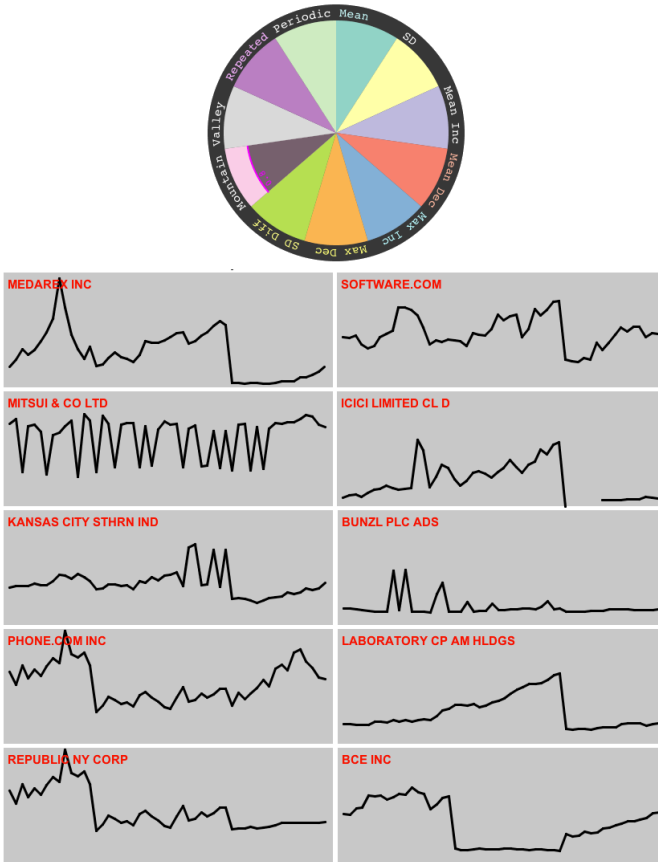 Mean
SD
Mean Inc
Mean Dec
Max Inc
Max Dec
SD Diff
Mountain Valley
Repeated
Periodic
MEDAREX INC
SOFTWARE.COM
MITSUI & CO LTD
ICICI LIMITED CL D
KANSAS CITY STHRN IND
BUNZL PLC ADS
PHONE.COM INC
LABORATORY CP AM HLDGS
REPUBLIC NY CORP
BCE INC